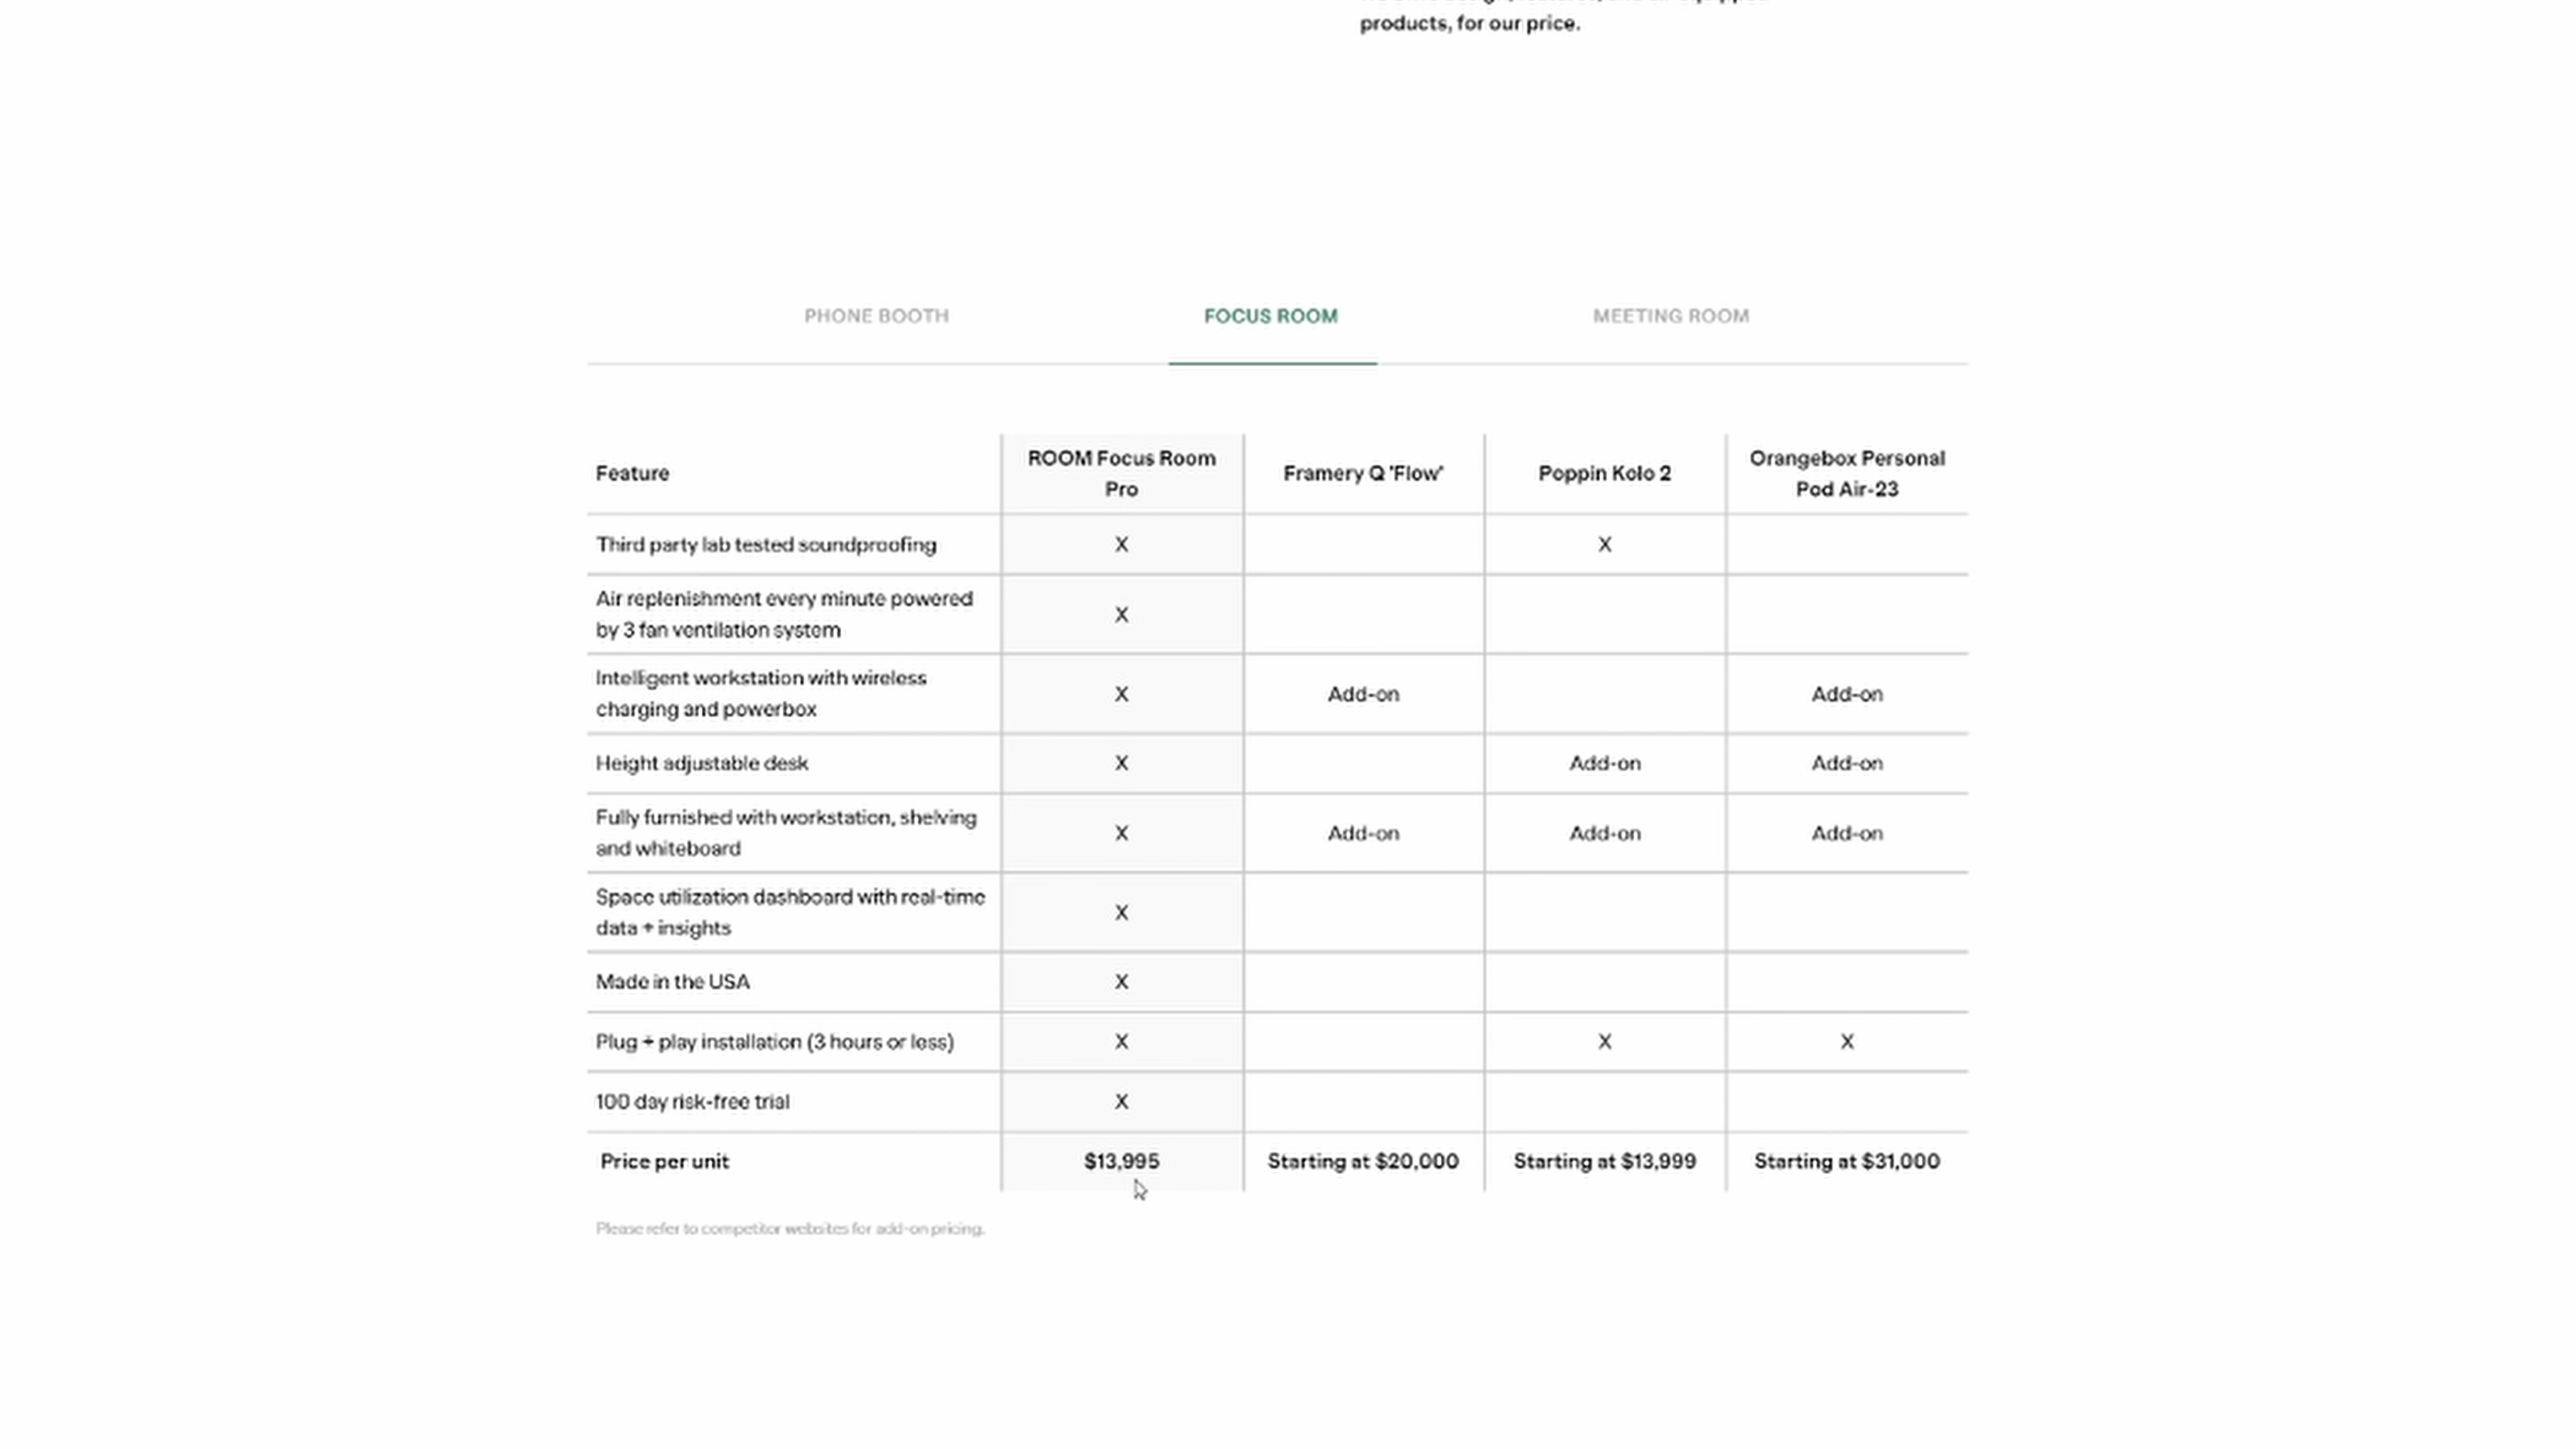 products, for our price.
PHONE BOOTH
FOCUS ROOM
MEETING ROOM
Feature
ROOM Focus Room
Pro
Framery Q 'Flow'
Poppin Kolo 2
Orangebox Personal
Pod Air-23
Third party lab tested soundproofing
X
X
Air replenishment every minute powered
by 3 fan ventilation system
X
Intelligent workstation with wireless
charging and powerbox
X
Add-on
Add-on
Height adjustable desk
X
Add-on
Add-on
Fully furnished with workstation, shelving
and whiteboard
X
Add-on
Add-on
Add-on
Space utilization dashboard with real-time
data + insights
X
Made in the USA
X
Plug + play installation (3 hours or less)
X
X
X
100 day risk-free trial
X
Price per unit
$13,995
Starting at $20,000
Starting at $13,999
Starting at $31,000
Please refer to competitor websites for add-on pricing.